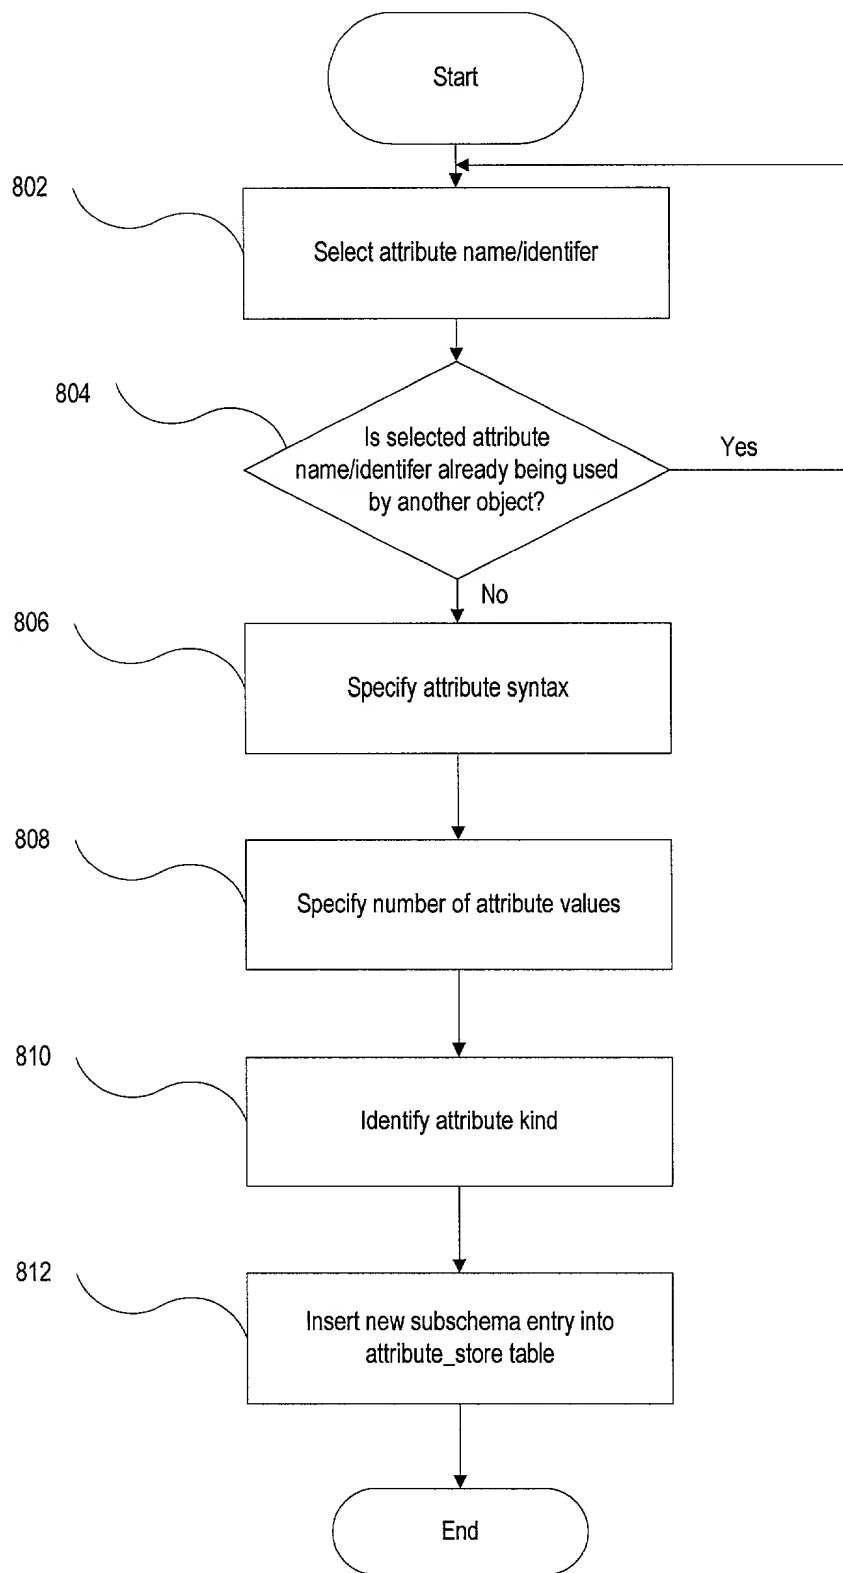 Start
802
Select attribute name/identifer
804
Is selected attribute
name/identifer already being used
by another object?
Yes
No
806
Specify attribute syntax
808
Specify number of attribute values
810
Identify attribute kind
812
Insert new subschema entry into
attribute_store table
End